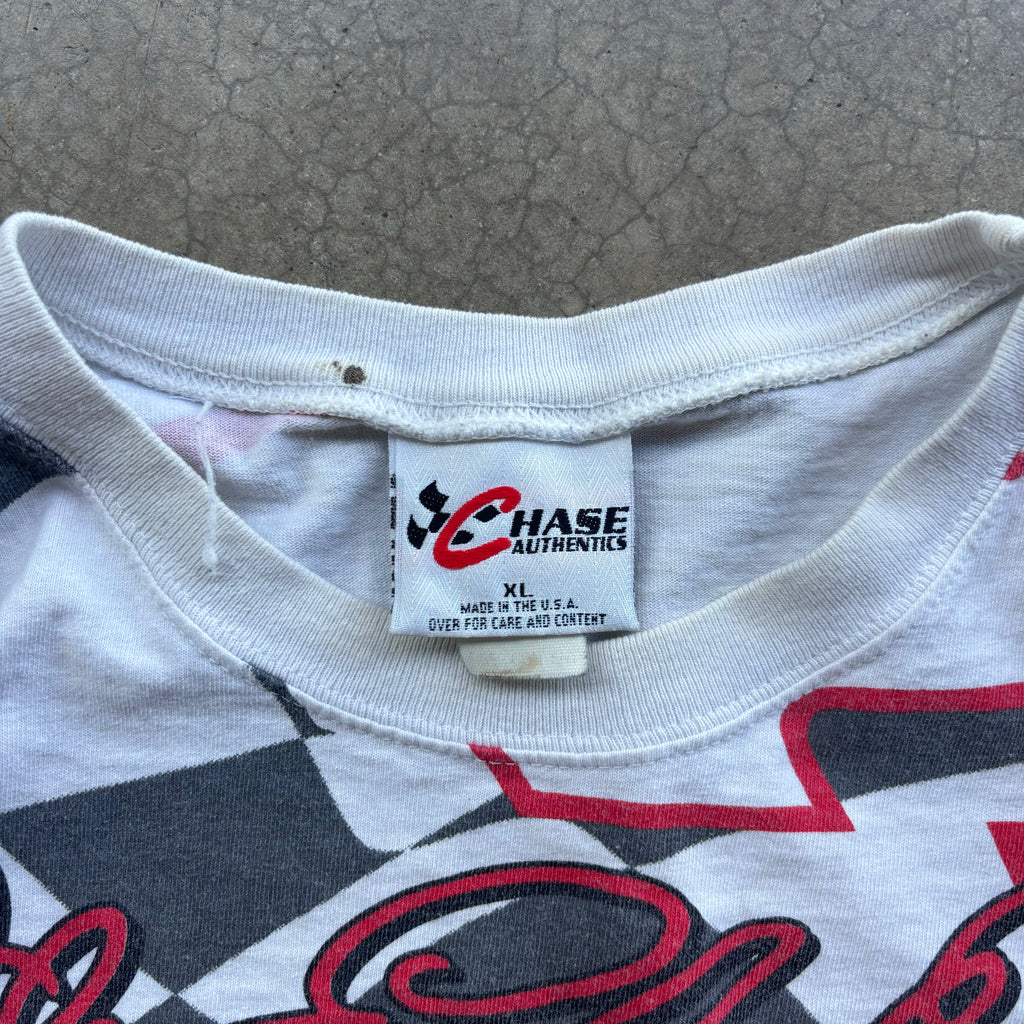 CHASE
AUTHENTICS
XL
MADE IN THE U.S.A.
OVER FOR CARE AND CONTENT